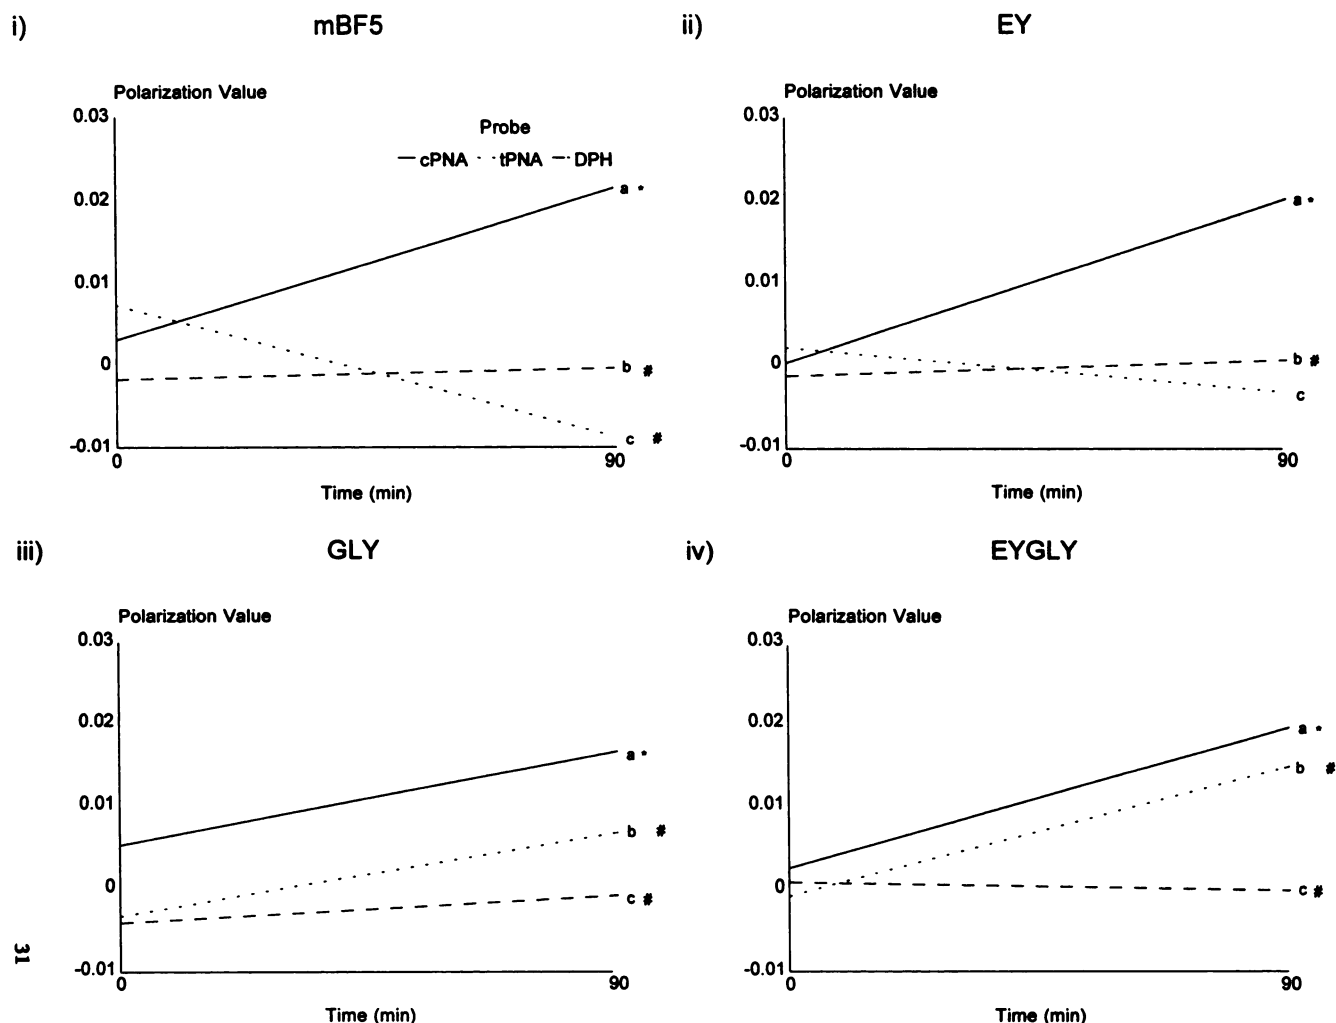 i) mBF5
Polarization Value
0.03
Probe
cPNA tPNA DPH
0.02
a *
0.01
0
b #
-0.01
c #
0 90
Time (min)
ii) EY
Polarization Value
0.03
0.02
a *
0.01
0
b #
c
-0.01
0 90
Time (min)
iii) GLY
Polarization Value
0.03
0.02
a *
0.01
b #
0
c #
-0.01
0 90
Time (min)
iv) EYGLY
Polarization Value
0.03
0.02
a *
b #
0.01
0
c #
-0.01
0 90
Time (min)
31